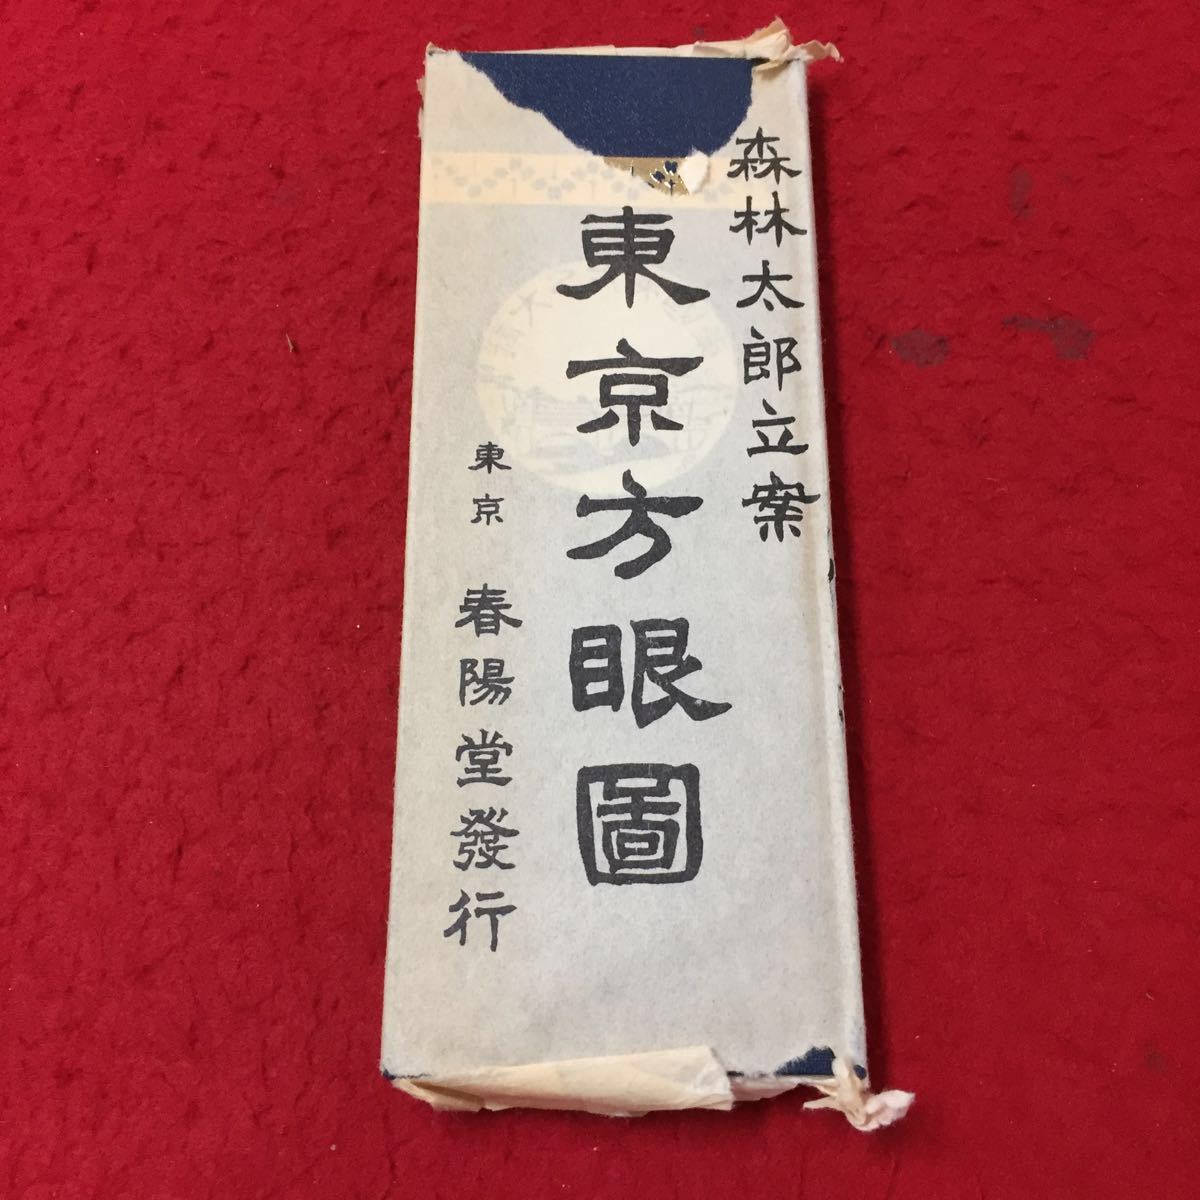 森林太郎立案
東京方眼圖
東京 春陽堂發行